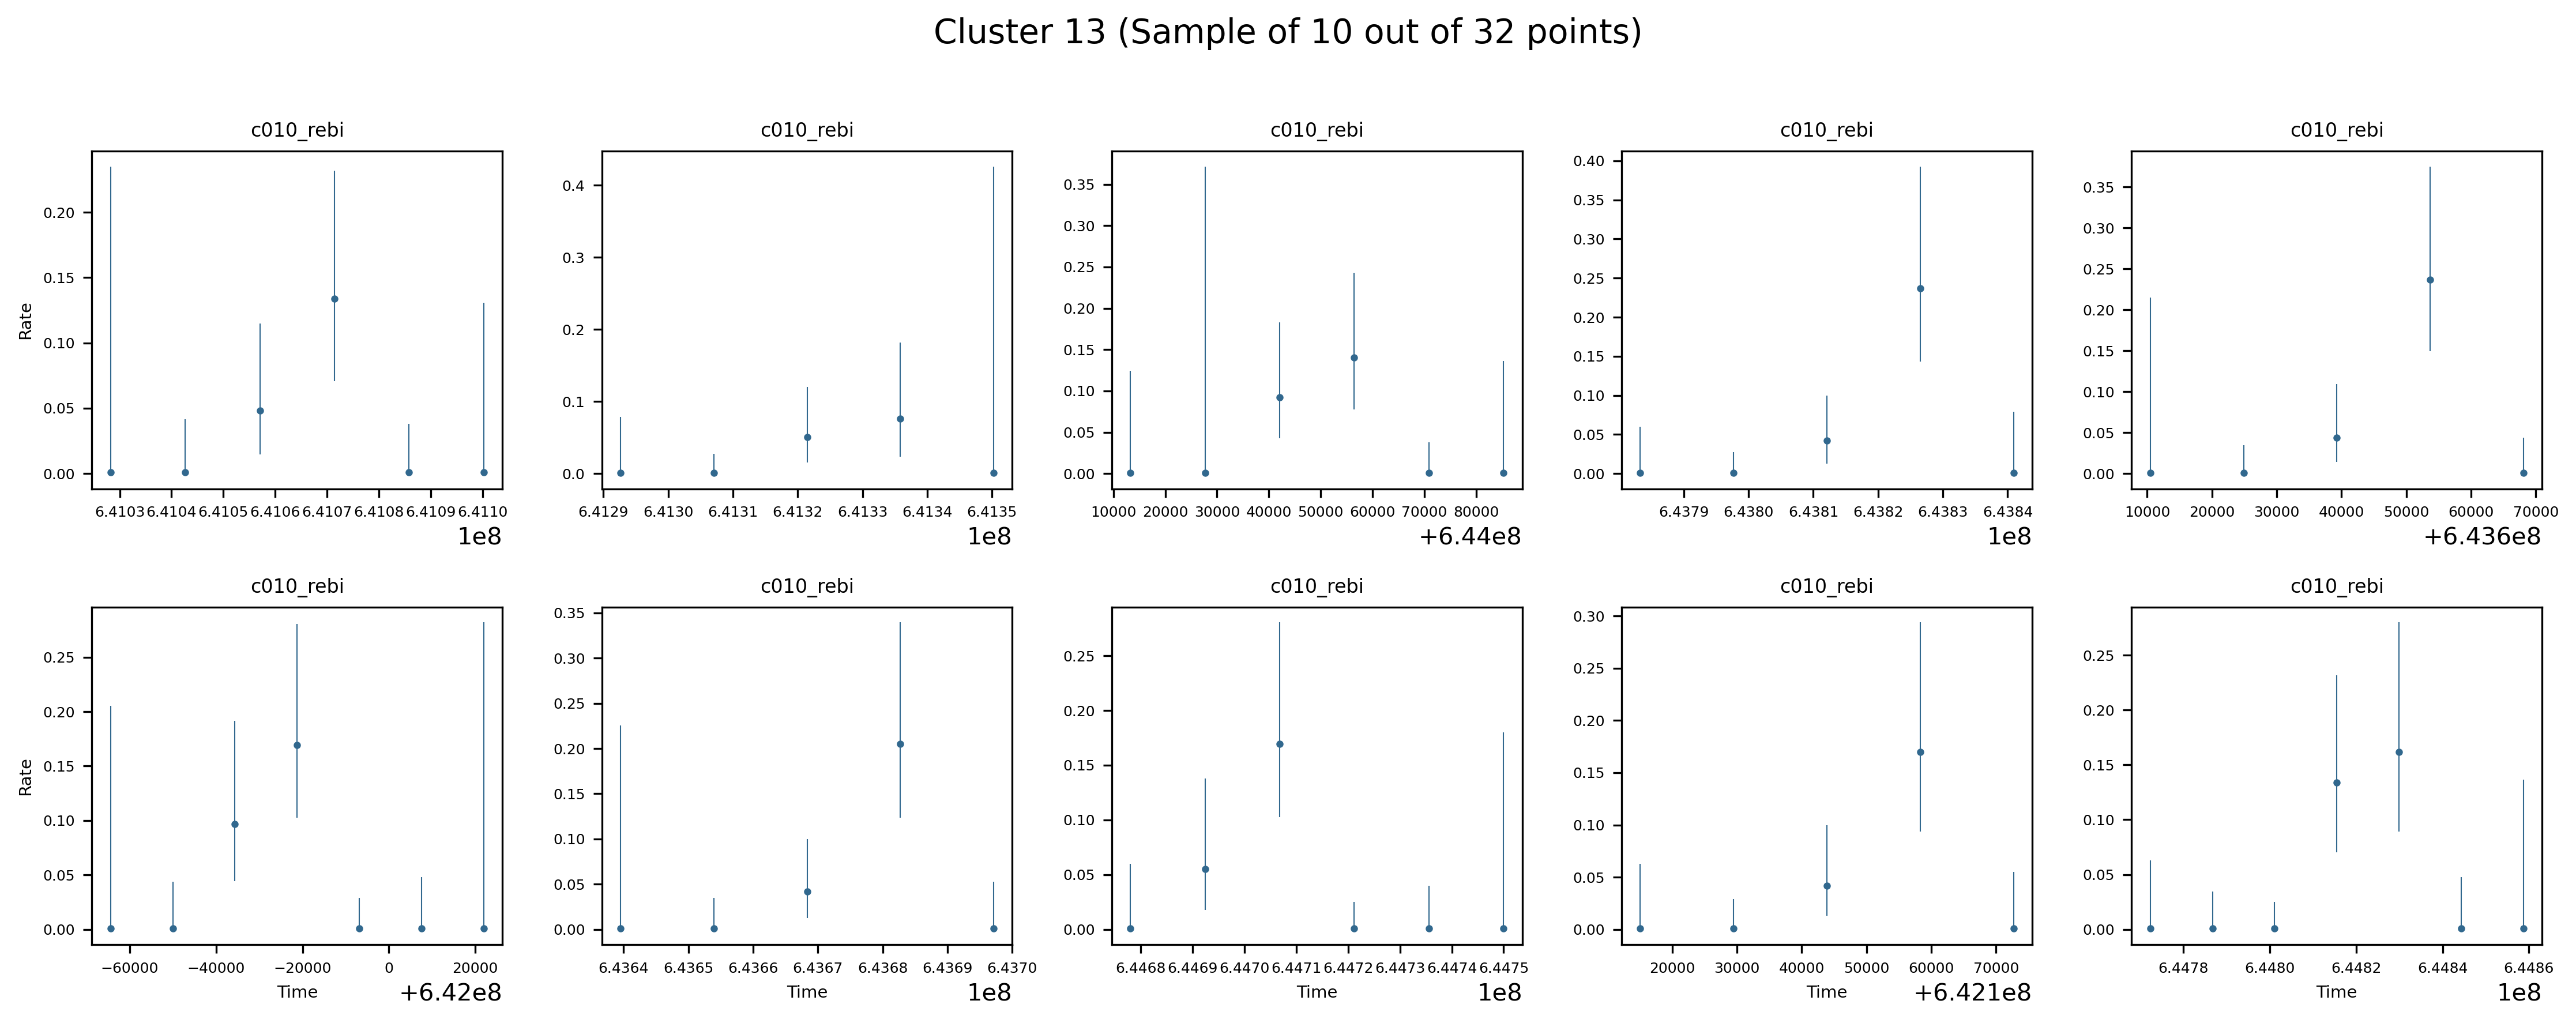 Cluster 13 (Sample of 10 out of 32 points)
c010_rebi c010_rebi c010_rebi c010_rebi c010_rebi
Rate
0.20
0.15
0.10
0.05
0.00
6.4103 6.4104 6.4105 6.4106 6.4107 6.4108 6.4109 6.4110
1e8
0.4
0.3
0.2
0.1
0.0
6.4129 6.4130 6.4131 6.4132 6.4133 6.4134 6.4135
1e8
0.35
0.30
0.25
0.20
0.15
0.10
0.05
0.00
10000 20000 30000 40000 50000 60000 70000 80000
+6.44e8
0.40
0.35
0.30
0.25
0.20
0.15
0.10
0.05
0.00
6.4379 6.4380 6.4381 6.4382 6.4383 6.4384
1e8
0.35
0.30
0.25
0.20
0.15
0.10
0.05
0.00
10000 20000 30000 40000 50000 60000 70000
+6.436e8
c010_rebi c010_rebi c010_rebi c010_rebi c010_rebi
Rate
0.25
0.20
0.15
0.10
0.05
0.00
−60000 −40000 −20000 0 20000
Time
+6.42e8
0.35
0.30
0.25
0.20
0.15
0.10
0.05
0.00
6.4364 6.4365 6.4366 6.4367 6.4368 6.4369 6.4370
Time
1e8
0.25
0.20
0.15
0.10
0.05
0.00
6.4468 6.4469 6.4470 6.4471 6.4472 6.4473 6.4474 6.4475
Time
1e8
0.30
0.25
0.20
0.15
0.10
0.05
0.00
20000 30000 40000 50000 60000 70000
Time
+6.421e8
0.25
0.20
0.15
0.10
0.05
0.00
6.4478 6.4480 6.4482 6.4484 6.4486
Time
1e8